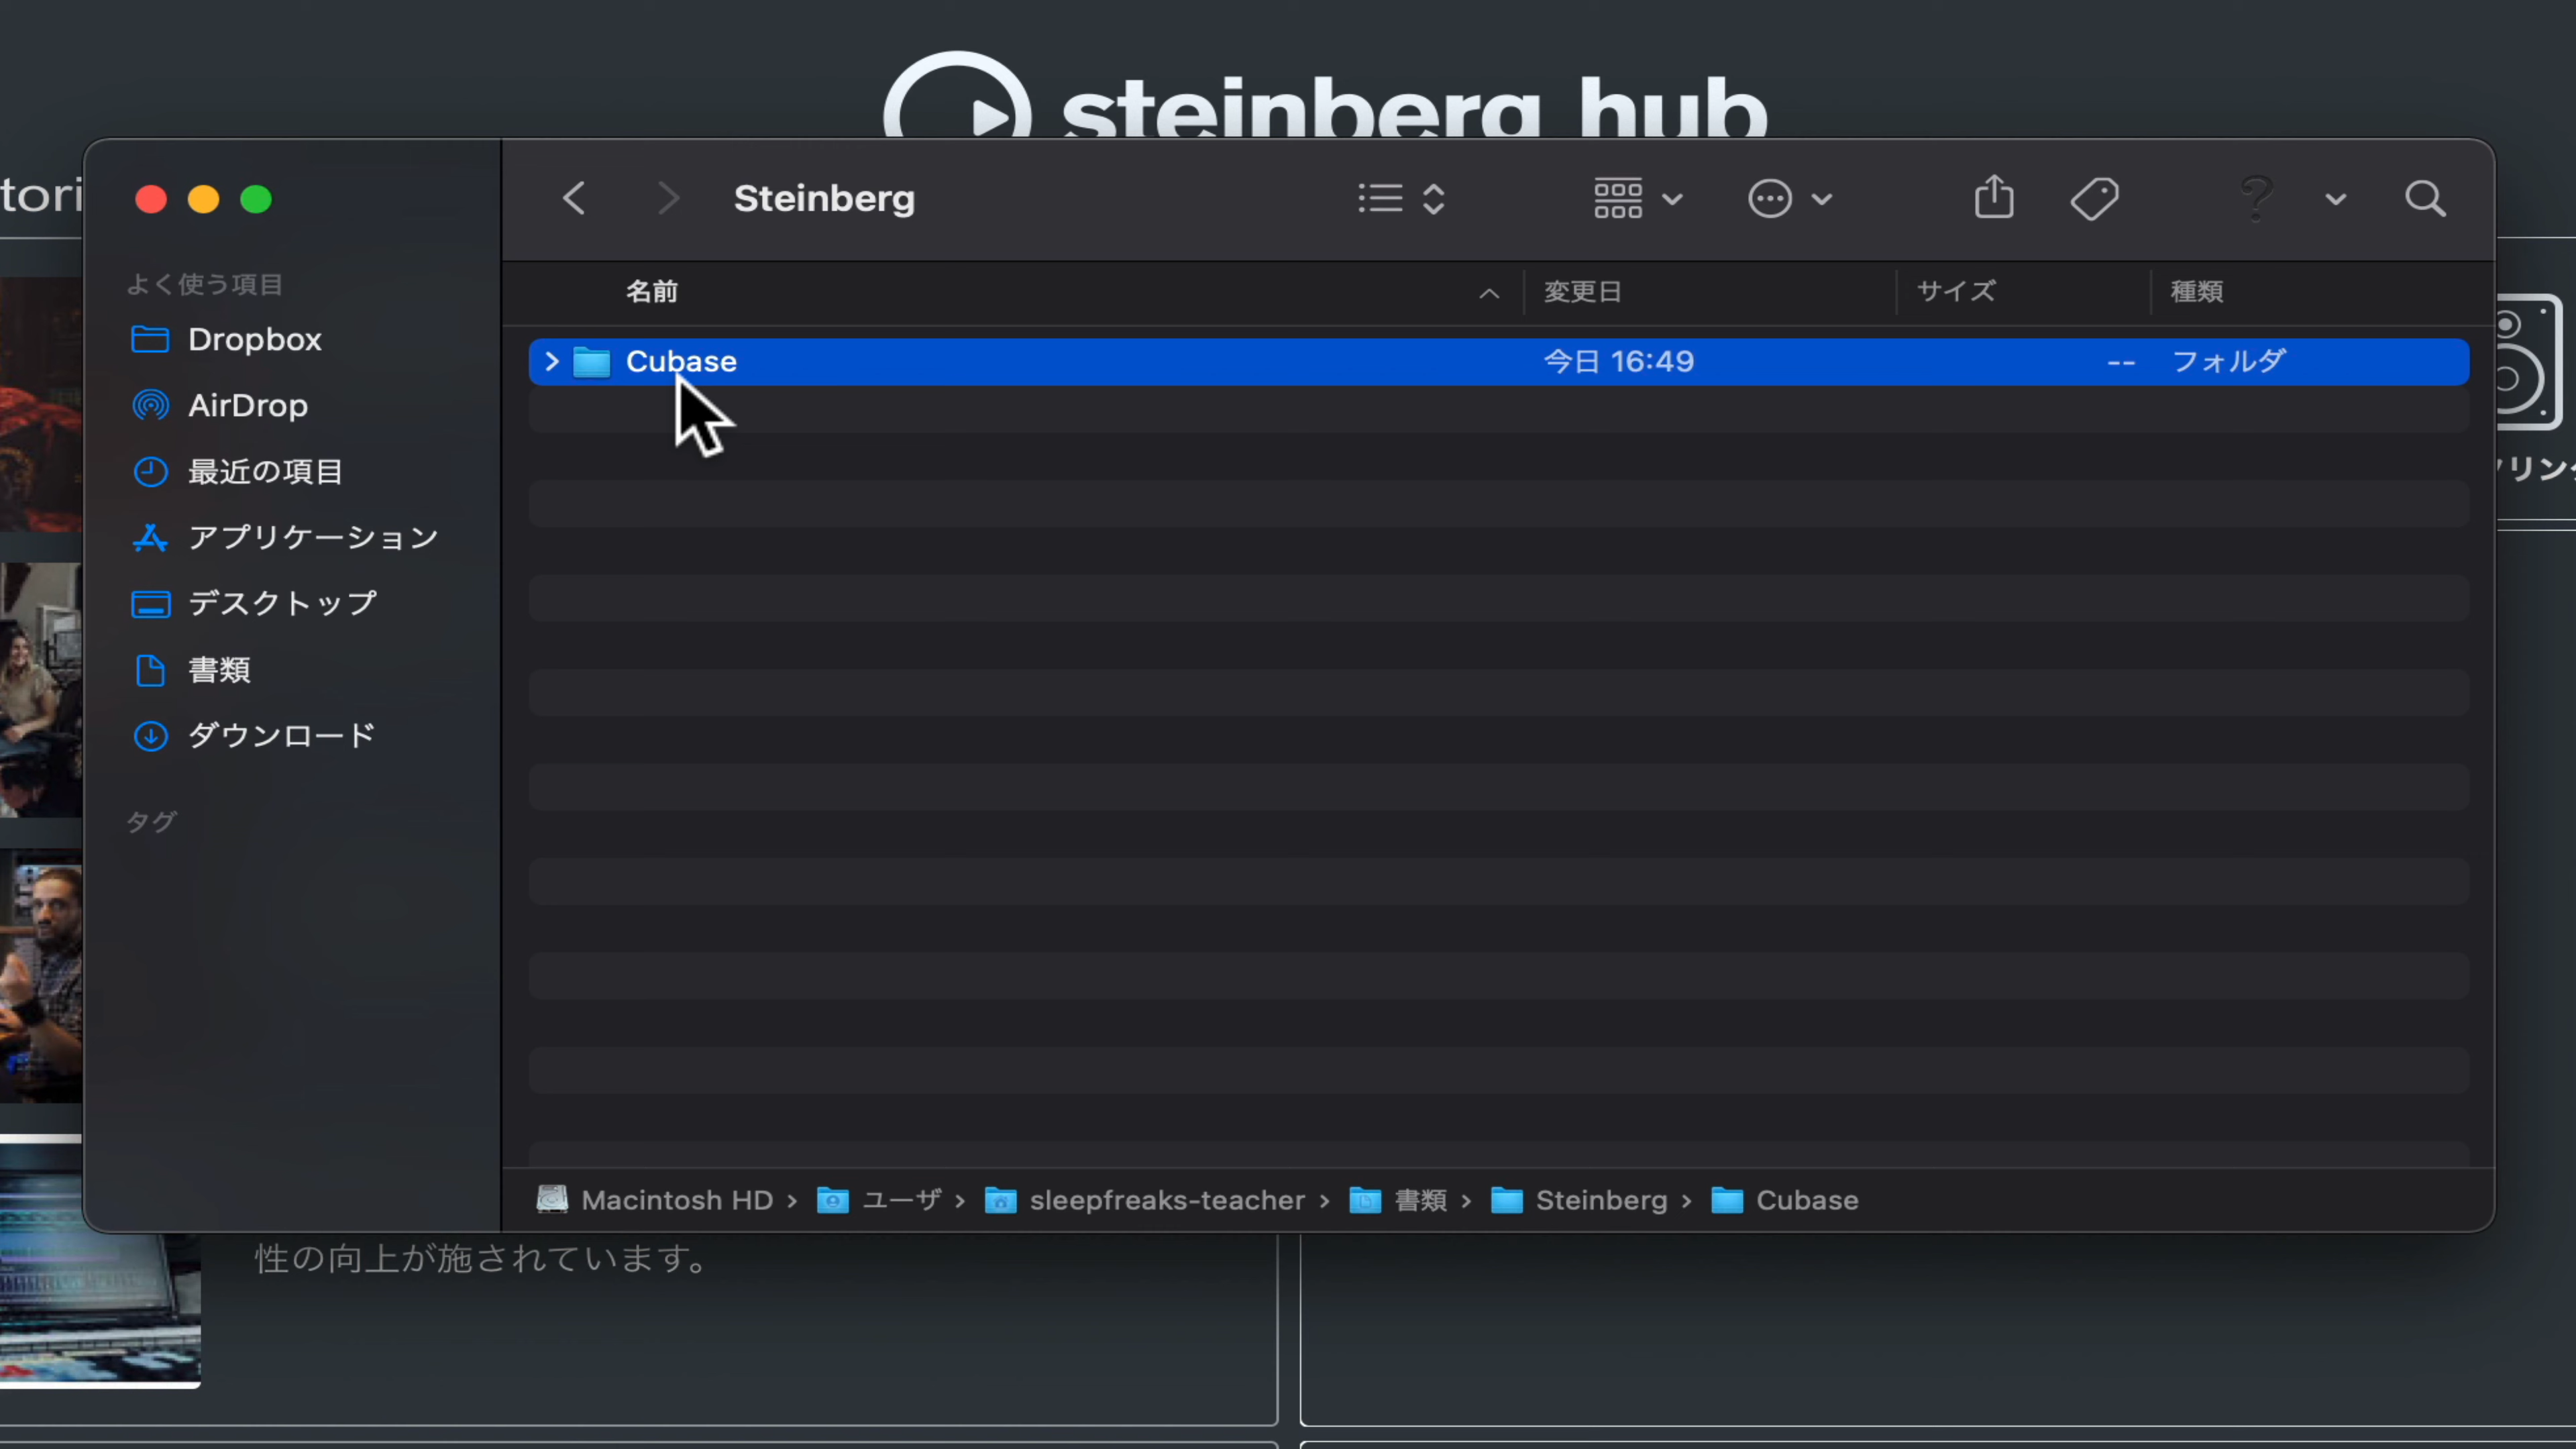 steinberg hub
tori
Steinberg
よく使う項目
Dropbox
AirDrop
最近の項目
アプリケーション
デスクトップ
書類
ダウンロード
タグ
名前 変更日 サイズ 種類
Cubase 今日 16:49 -- フォルダ
リン
Macintosh HD › ユーザ › sleepfreaks-teacher › 書類 › Steinberg › Cubase
性の向上が施されています。